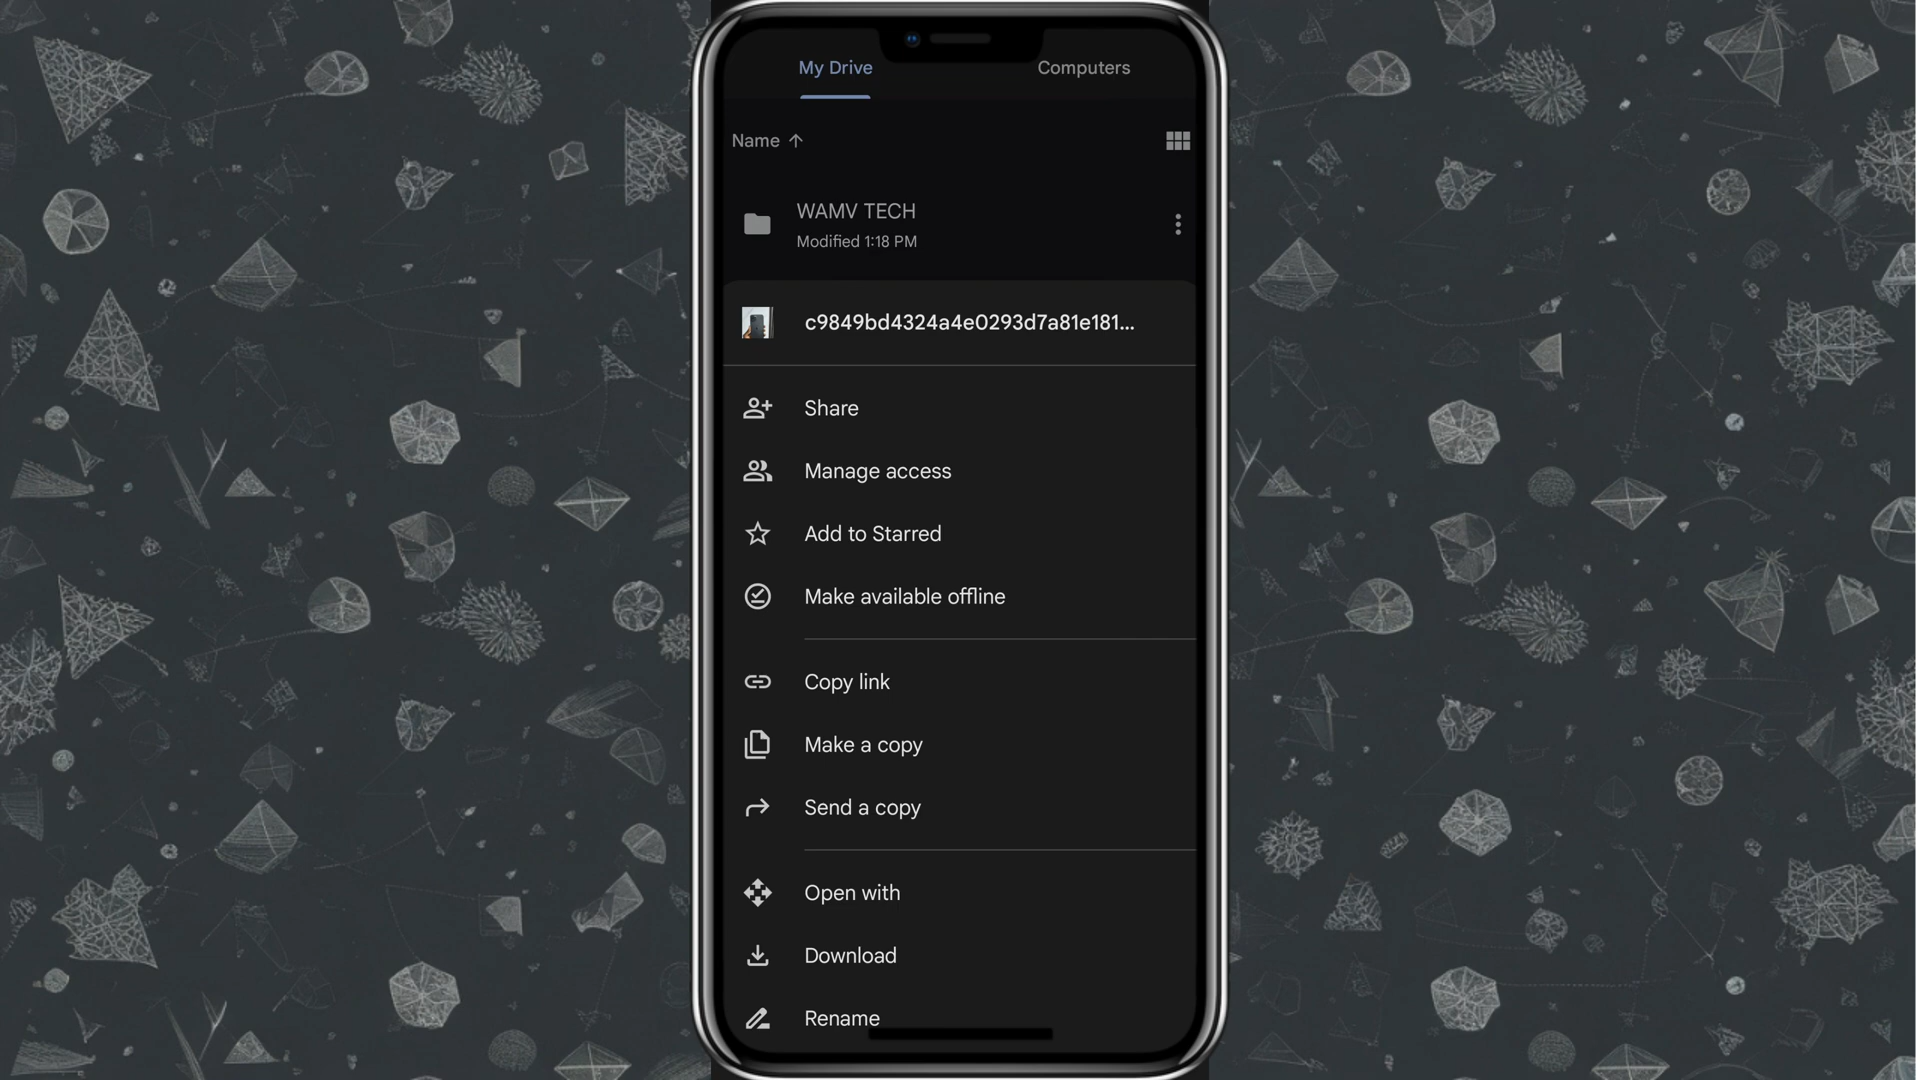 My Drive
Computers
Name
WAMV TECH
Modified 1:18 PM
c9849bd4324a4e0293d7a81e181...
Share
Manage access
Add to Starred
Make available offline
Copy link
Make a copy
Send a copy
Open with
Download
Rename